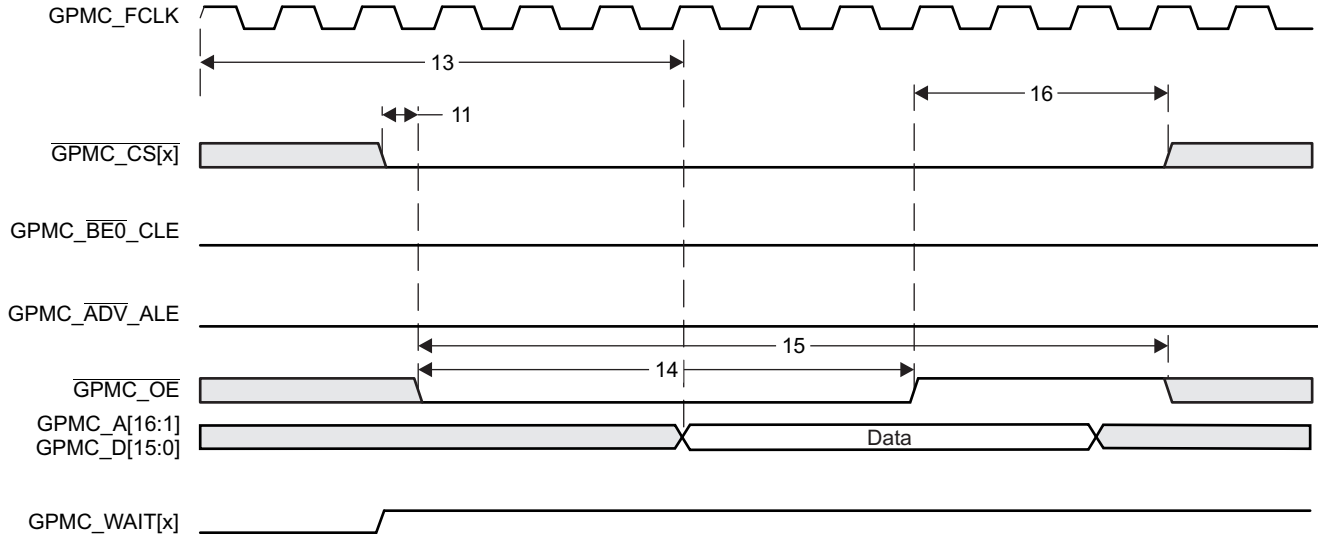 GPMC_FCLK
13
16
11
GPMC_CS[x]
GPMC_BE0_CLE
GPMC_ADV_ALE
15
14
GPMC_OE
GPMC_A[16:1]
GPMC_D[15:0]
Data
GPMC_WAIT[x]